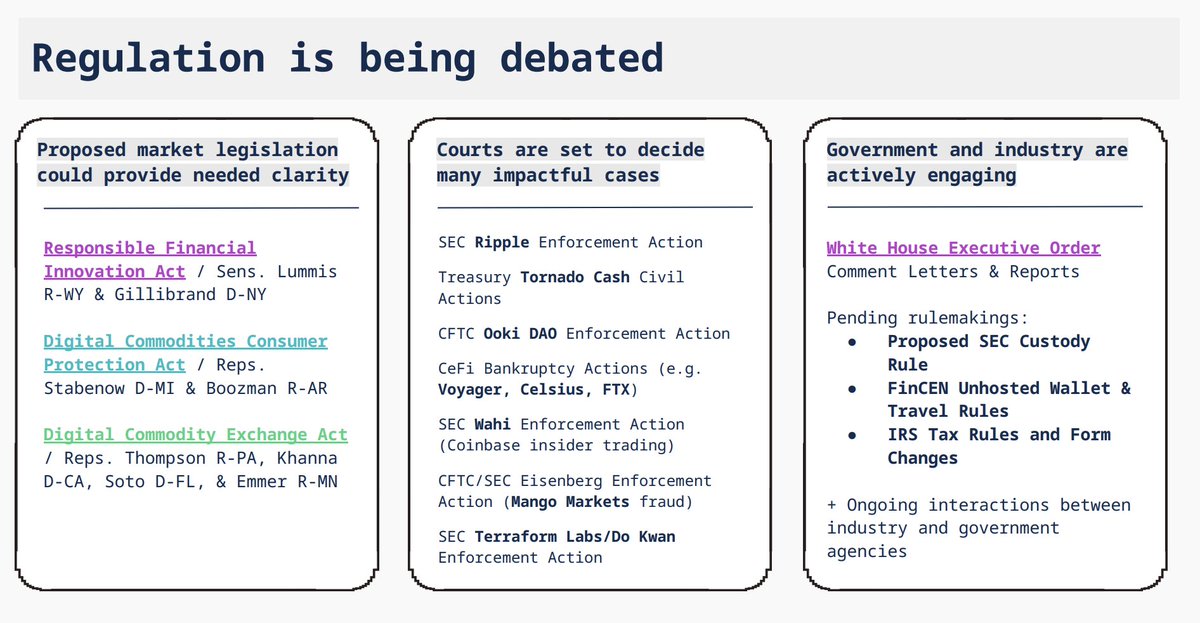 Regulation is being debated
Proposed market legislation
could provide needed clarity
Responsible Financial
Innovation Act / Sens. Lummis
R-WY & Gillibrand D-NY
Digital Commodities Consumer
Protection Act / Reps.
Stabenow D-MI & Boozman R-AR
Digital Commodity Exchange Act
/ Reps. Thompson R-PA, Khanna
D-CA, Soto D-FL, & Emmer R-MN
Courts are set to decide
many impactful cases
SEC Ripple Enforcement Action
Treasury Tornado Cash Civil
Actions
CFTC Ooki DAO Enforcement Action
CeFi Bankruptcy Actions (e.g.
Voyager, Celsius, FTX)
SEC Wahi Enforcement Action
(Coinbase insider trading)
CFTC/SEC Eisenberg Enforcement
Action (Mango Markets fraud)
SEC Terraform Labs/Do Kwan
Enforcement Action
Government and industry are
actively engaging
White House Executive Order
Comment Letters & Reports
Pending rulemakings:
● Proposed SEC Custody
Rule
● FinCEN Unhosted Wallet &
Travel Rules
● IRS Tax Rules and Form
Changes
+ Ongoing interactions between
industry and government
agencies